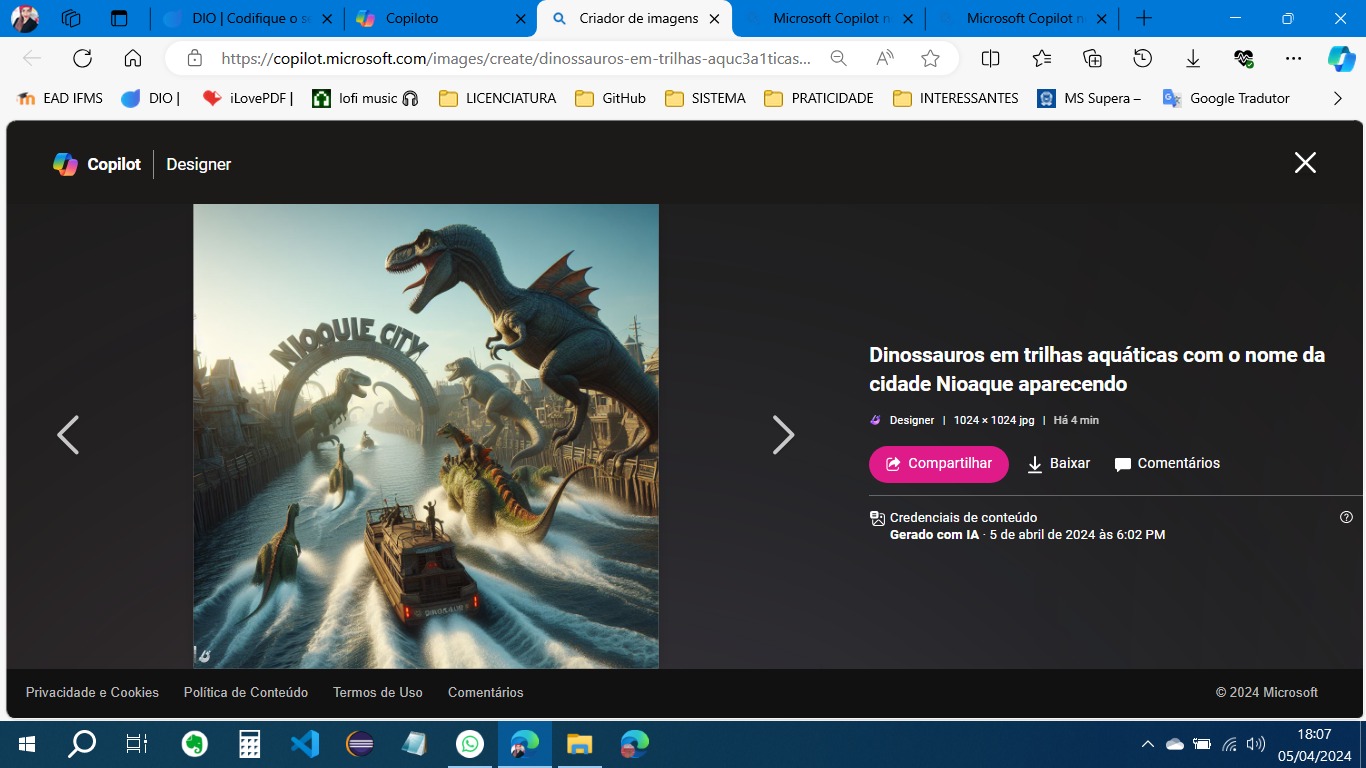 DIO | Codifique o se
Copiloto
Criador de imagens
Microsoft Copilot n
Microsoft Copilot n
https://copilot.microsoft.com/images/create/dinossauros-em-trilhas-aquc3a1ticas...
EAD IFMS
DIO |
iLovePDF |
lofi music
LICENCIATURA
GitHub
SISTEMA
PRATICIDADE
INTERESSANTES
MS Supera –
Google Tradutor
Copilot
Designer
NIOQUIE CITY
DINOSAUR
Dinossauros em trilhas aquáticas com o nome da
cidade Nioaque aparecendo
Designer | 1024 × 1024 jpg | Há 4 min
Compartilhar
Baixar
Comentários
Credenciais de conteúdo
Gerado com IA · 5 de abril de 2024 às 6:02 PM
Privacidade e Cookies
Política de Conteúdo
Termos de Uso
Comentários
© 2024 Microsoft
18:07
05/04/2024